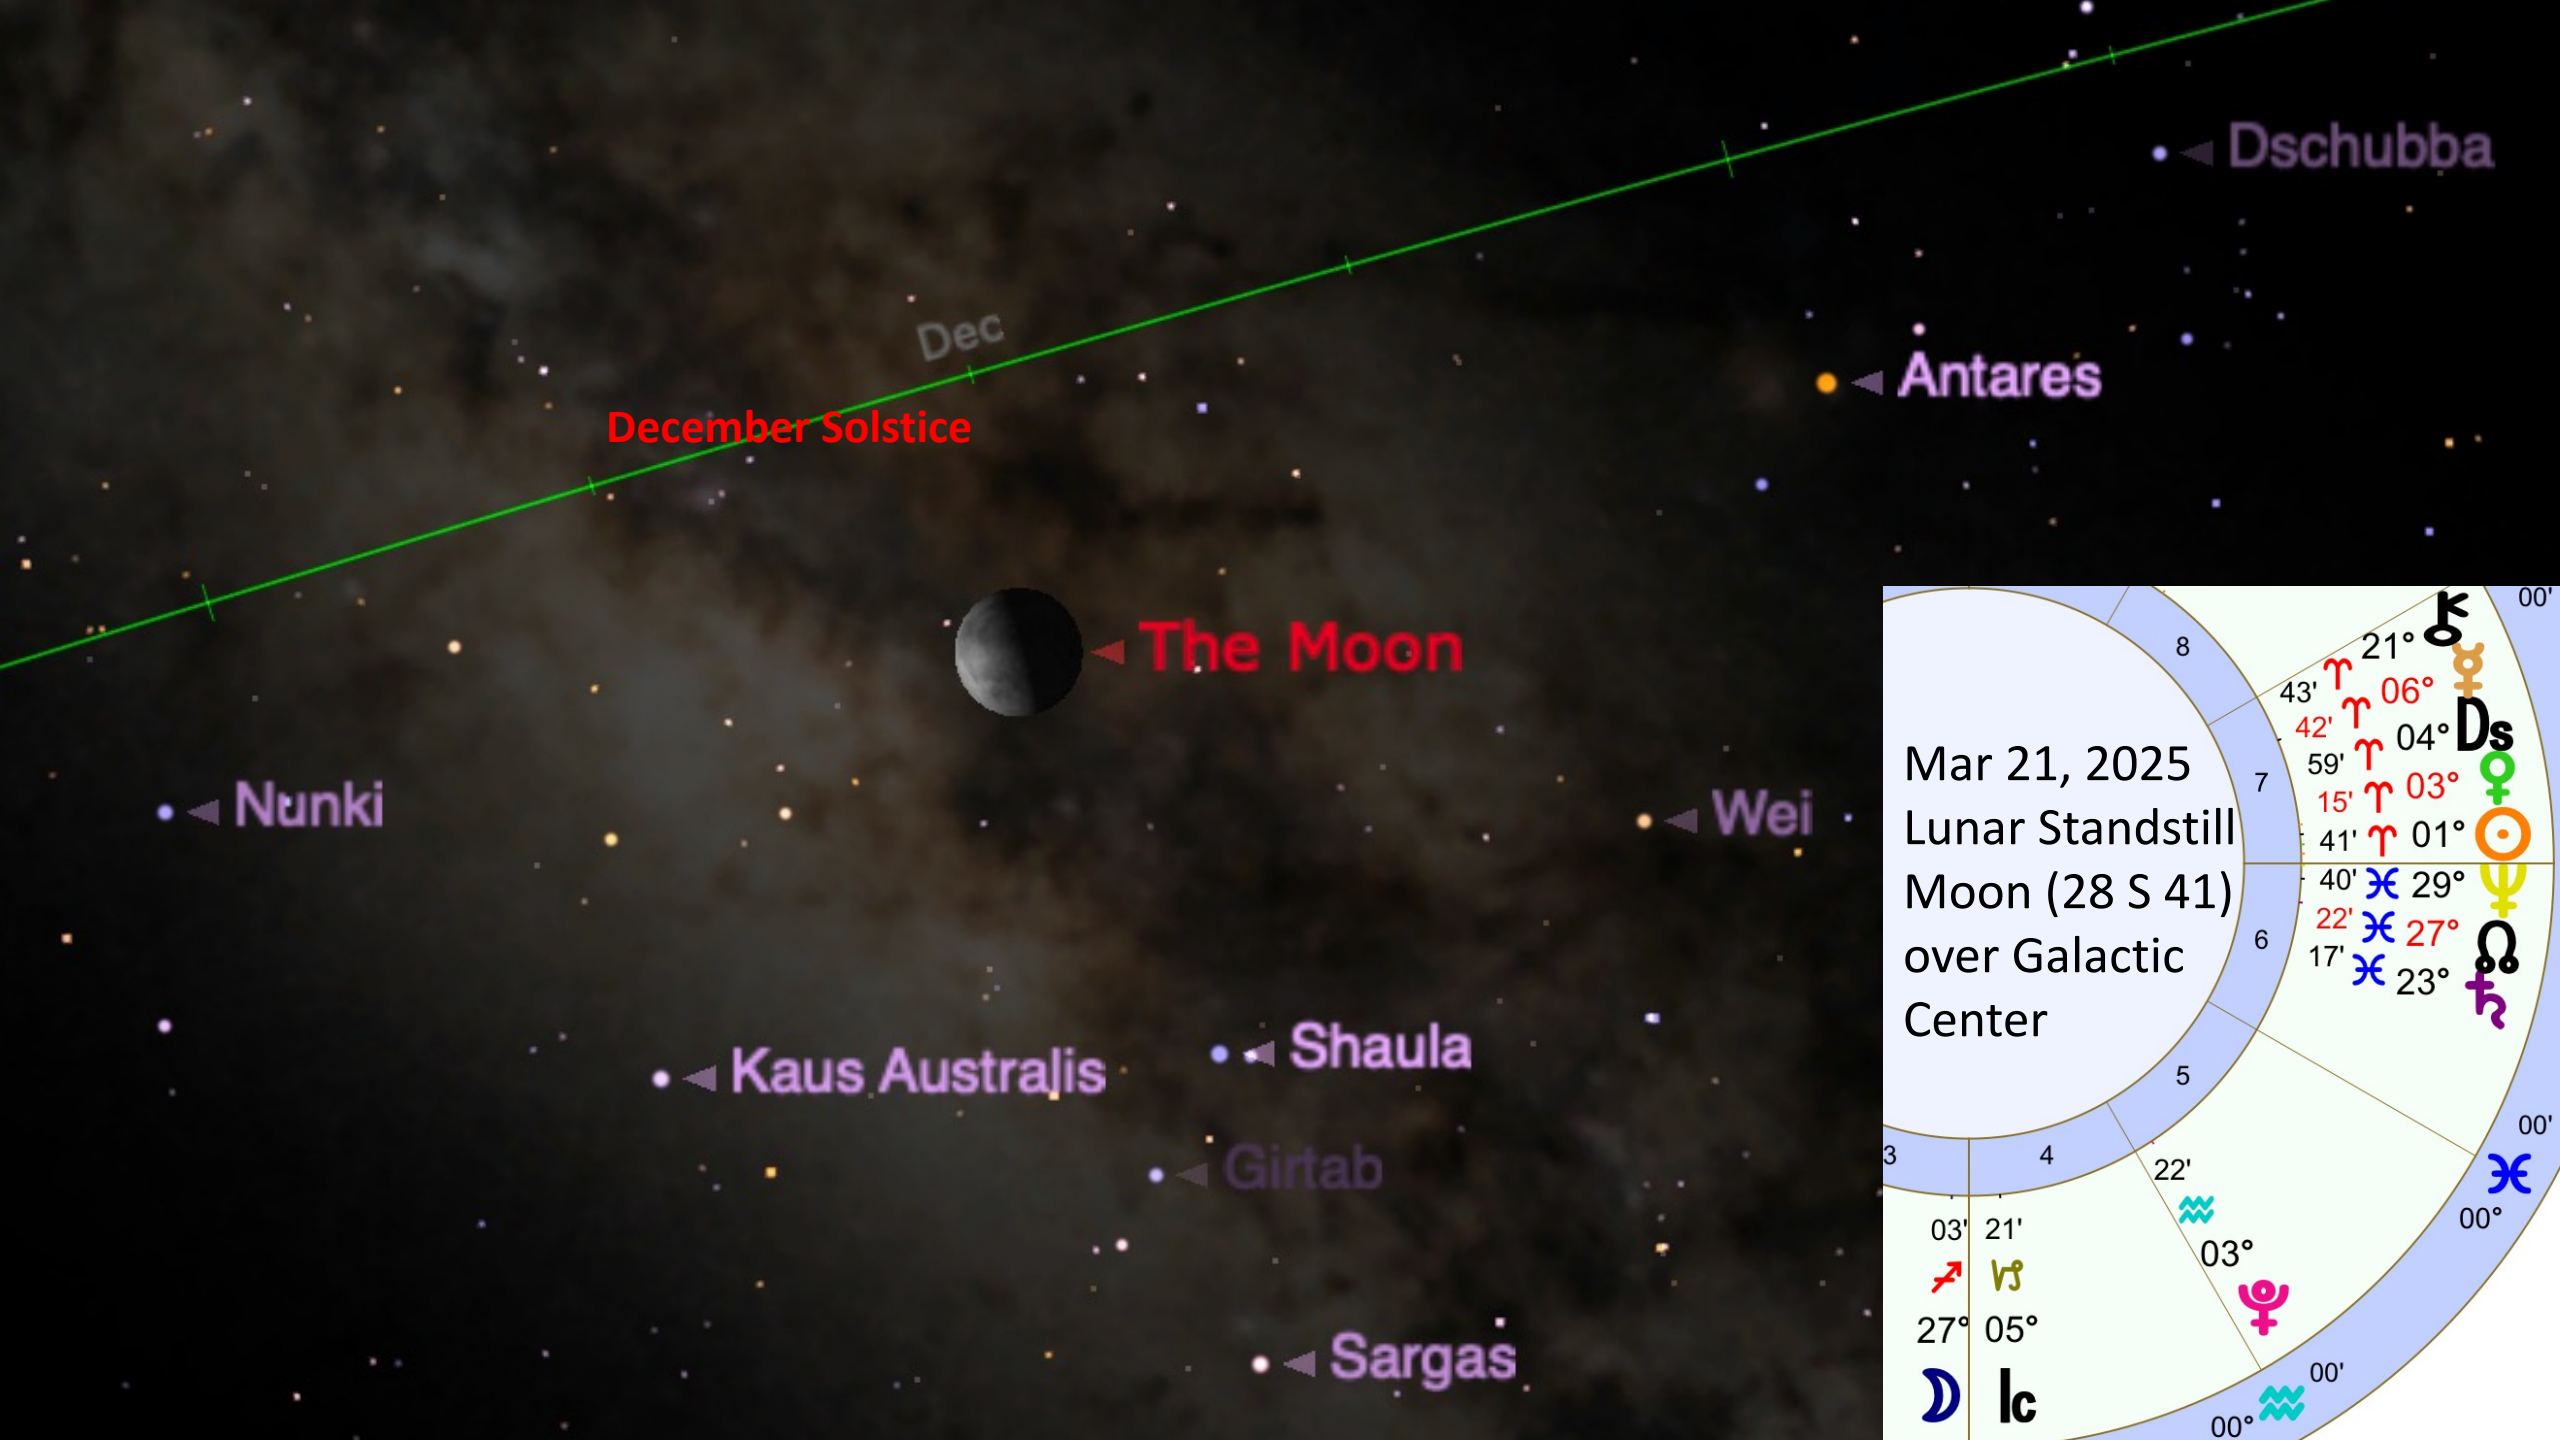 Dschubba
Dec
Antares
December Solstice
The Moon
Nunki
Wei
Kaus Australis
Shaula
Girtab
Sargas
00'
8
21°
43' ♈ 06°
42' ♈ 04° Ds
59' ♈
7
15' ♈ 03°
41' ♈ 01°
40' ♓ 29°
22' ♓ 27°
6
17' ♓ 23°
Mar 21, 2025
Lunar Standstill
Moon (28 S 41)
over Galactic
Center
5
00'
♓
00°
3
4
22'
♒
03°
03' 21'
♐ ♑
27° 05°
☽ Ic
00'
♒
00°